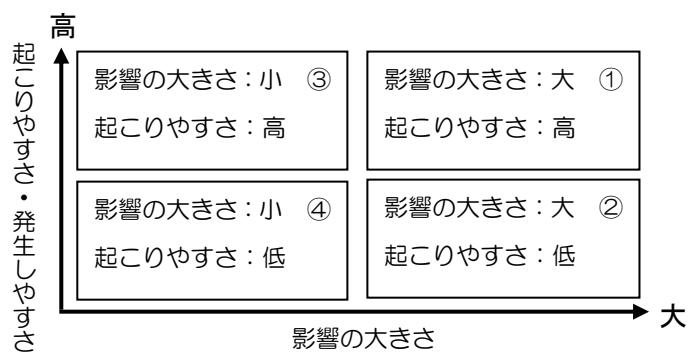 高
起こりやすさ・発生しやすさ
影響の大きさ：小　③
起こりやすさ：高
影響の大きさ：大　①
起こりやすさ：高
影響の大きさ：小　④
起こりやすさ：低
影響の大きさ：大　②
起こりやすさ：低
大
影響の大きさ